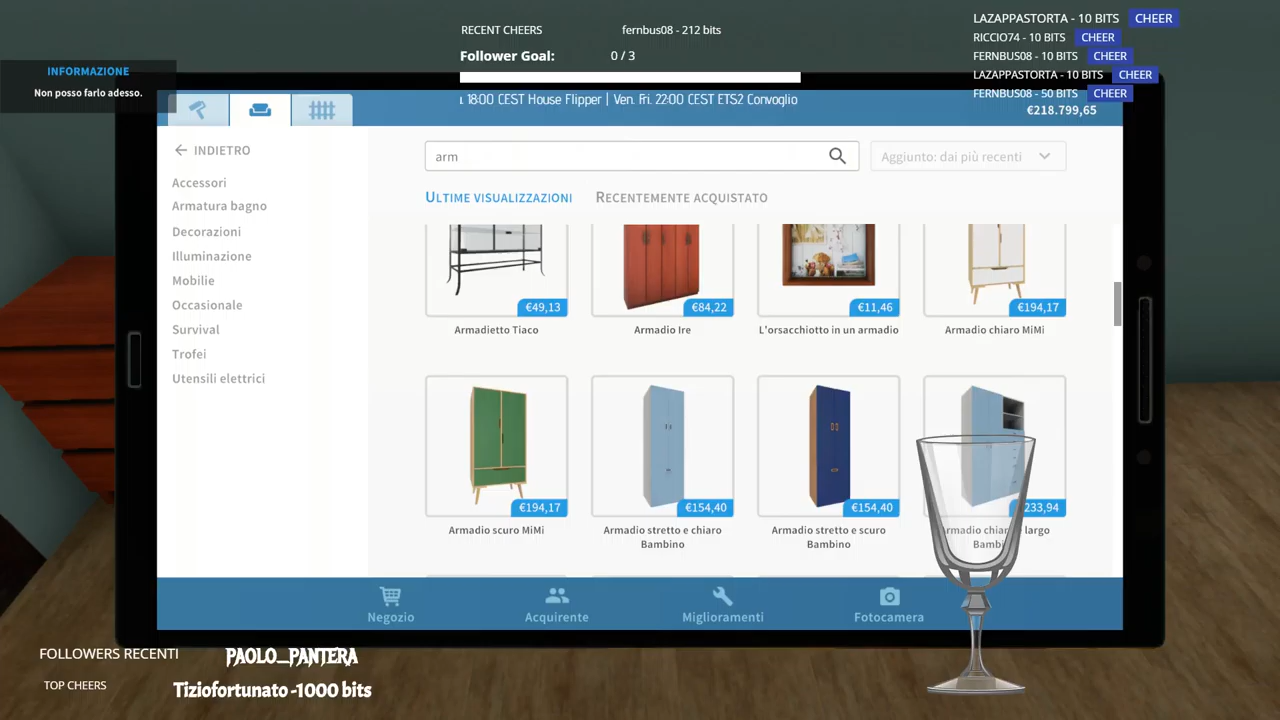 RECENT CHEERS
fernbus08 - 212 bits
Follower Goal:
0 / 3
LAZAPPASTORTA - 10 BITS CHEER
RICCIO74 - 10 BITS CHEER
FERNBUS08 - 10 BITS CHEER
LAZAPPASTORTA - 10 BITS CHEER
FERNBUS08 - 50 BITS CHEER
INFORMAZIONE
Non posso farlo adesso.
18:00 CEST House Flipper | Ven. Fri. 22:00 CEST ETS2 Convoglio
€218.799,65
INDIETRO
Accessori
Armatura bagno
Decorazioni
Illuminazione
Mobilie
Occasionale
Survival
Trofei
Utensili elettrici
arm
Aggiunto: dai più recenti
ULTIME VISUALIZZAZIONI
RECENTEMENTE ACQUISTATO
€49,13
Armadietto Tiaco
€84,22
Armadio Ire
€11,46
L'orsacchiotto in un armadio
€194,17
Armadio chiaro MiMi
€194,17
Armadio scuro MiMi
€154,40
Armadio stretto e chiaro
Bambino
€154,40
Armadio stretto e scuro
Bambino
233,94
Armadio chiaro largo
Negozio
Acquirente
Miglioramenti
Fotocamera
FOLLOWERS RECENTI
PAOLO_PANTERA
TOP CHEERS
Tiziofortunato -1000 bits